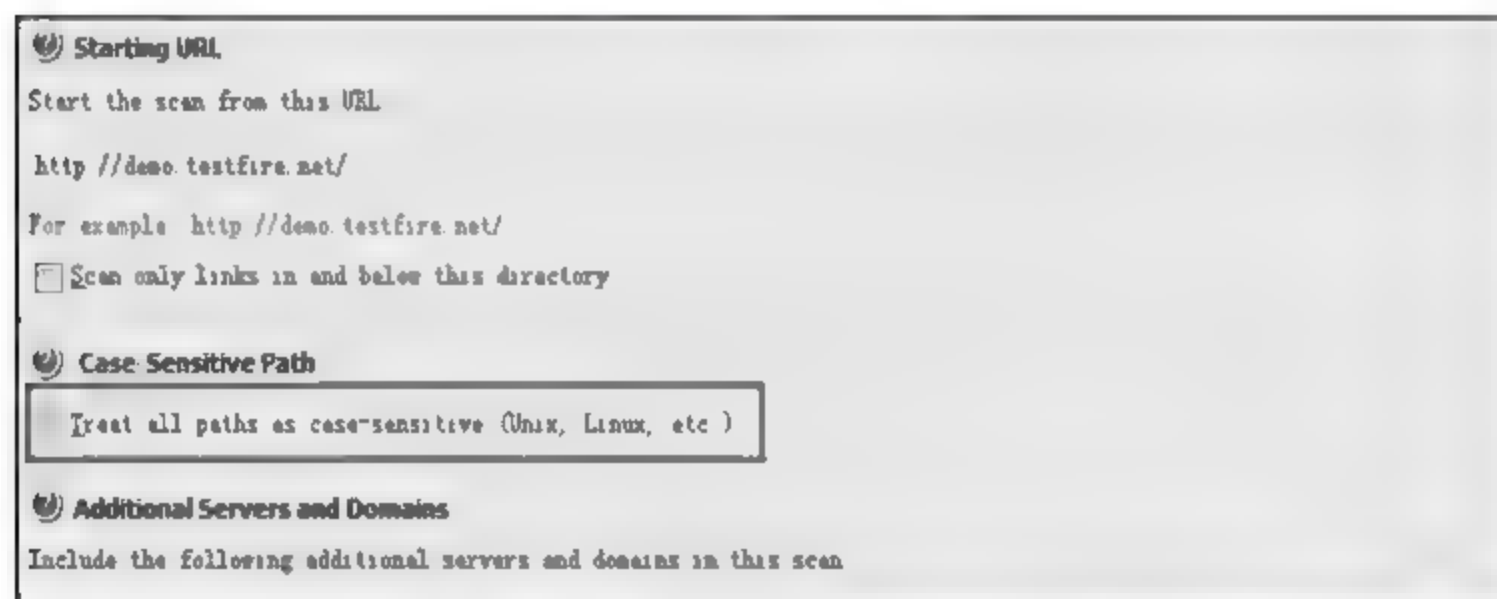 Starting URL
Start the scan from this URL
http //demo.testfire.net/
For example http //demo.testfire.net/
Scan only links in and below this directory
Case-Sensitive Path
Treat all paths as case-sensitive (Unix, Linux, etc )
Additional Servers and Domains
Include the following additional servers and domains in this scan